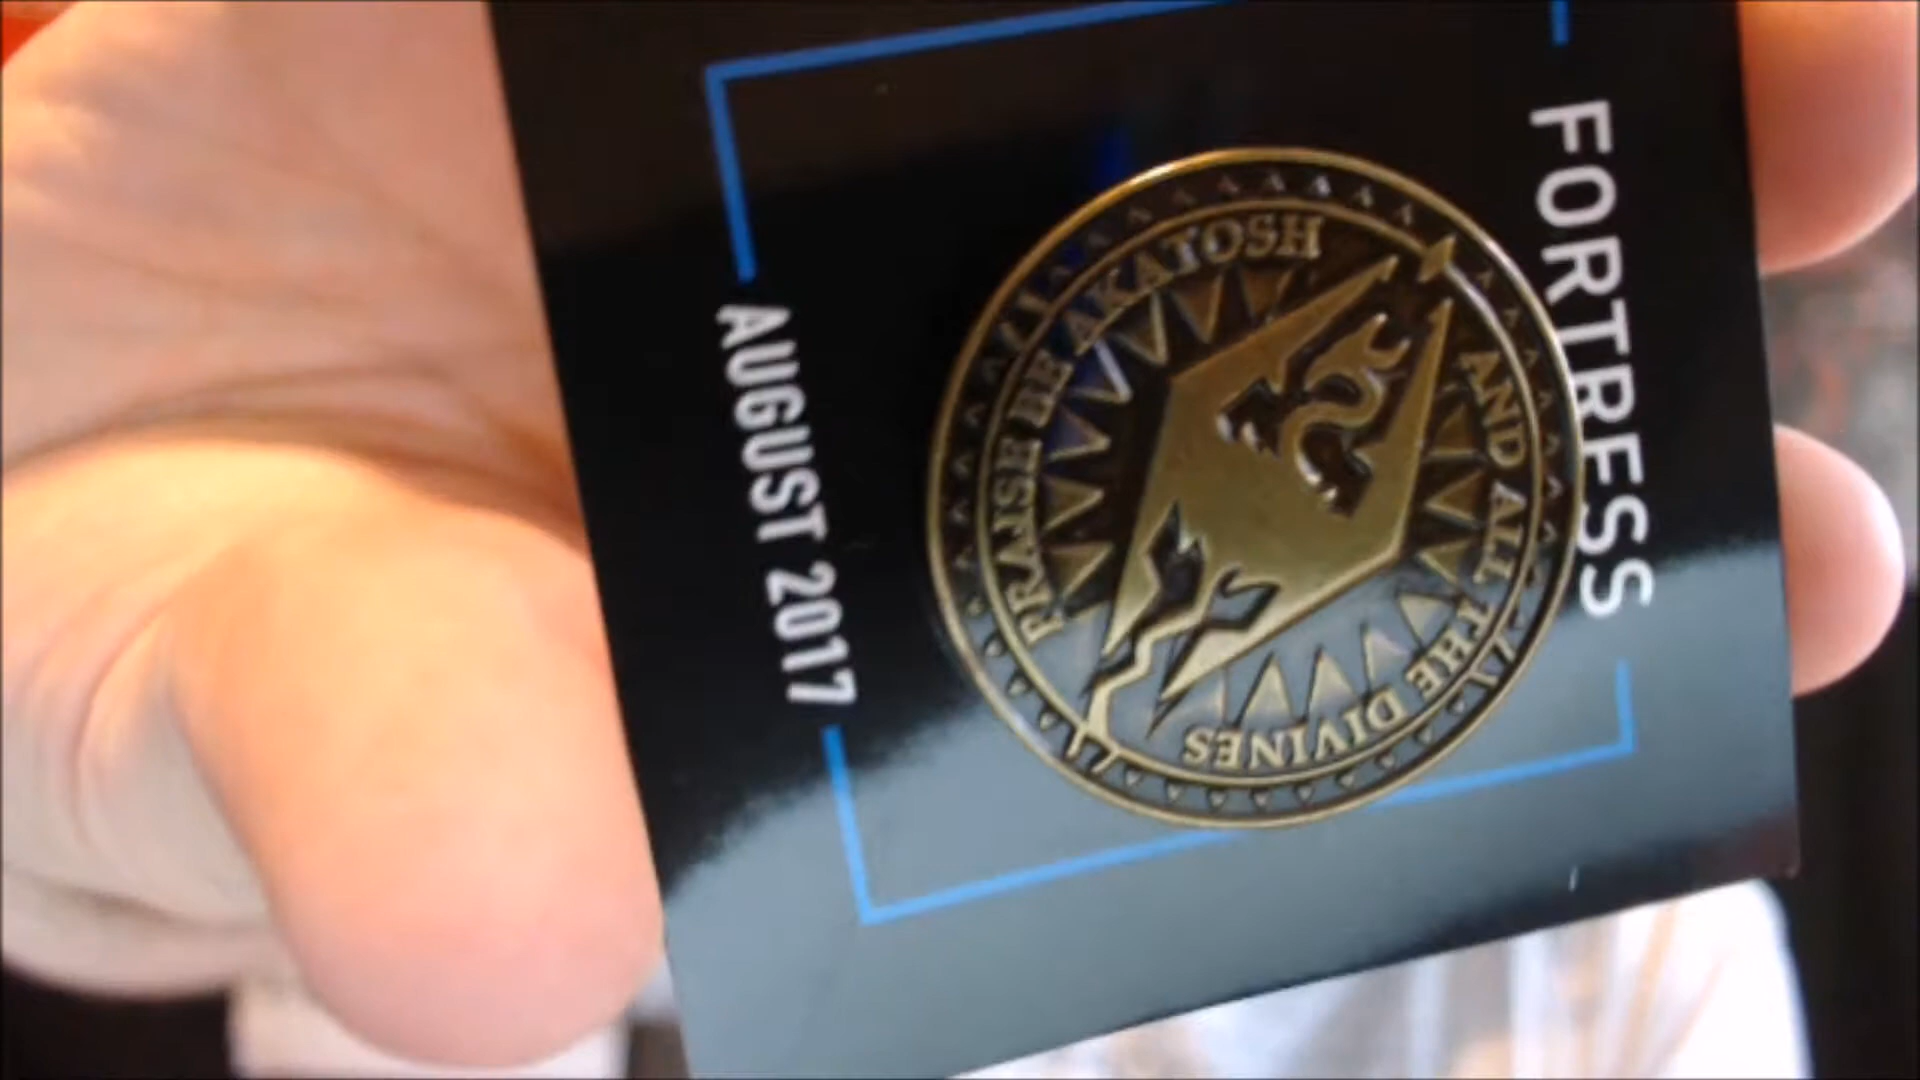 FORTRESS
PRAISE BE AKATOSH
AND ALL THE DIVINES
AUGUST 2017